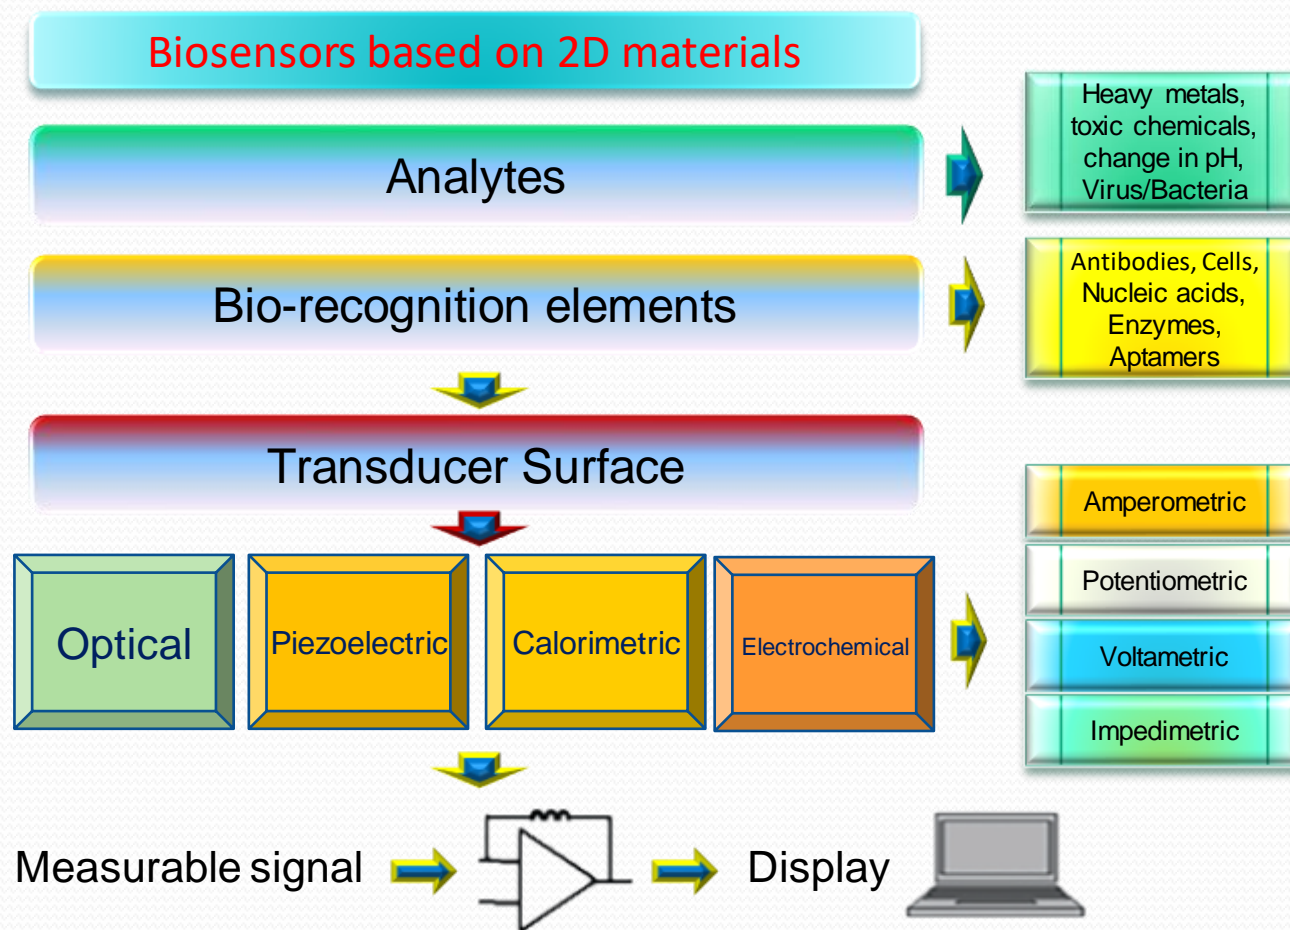 Biosensors based on 2D materials
Analytes
Heavy metals,
toxic chemicals,
change in pH,
Virus/Bacteria
Bio-recognition elements
Antibodies, Cells,
Nucleic acids,
Enzymes,
Aptamers
Transducer Surface
Optical
Piezoelectric
Calorimetric
Electrochemical
Amperometric
Potentiometric
Voltametric
Impedimetric
Measurable signal
Display